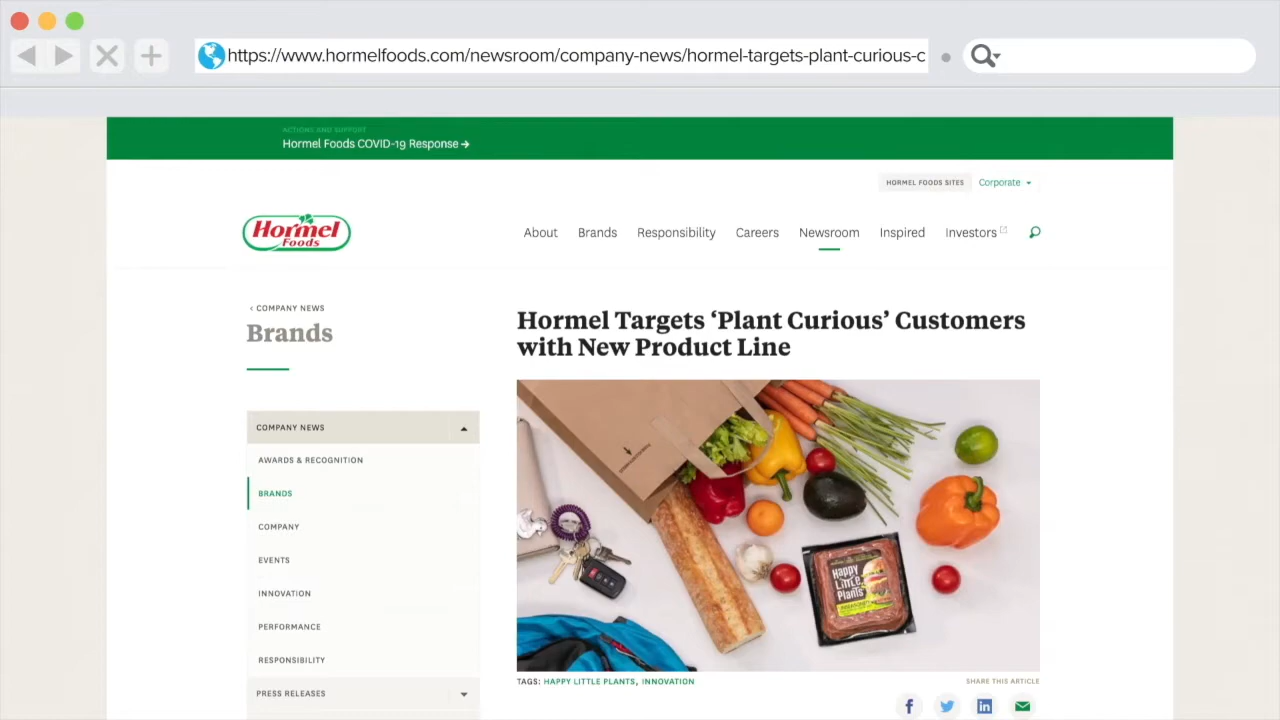 https://www.hormelfoods.com/newsroom/company-news/hormel-targets-plant-curious-c
ACTIONS AND SUPPORT
Hormel Foods COVID-19 Response →
HORMEL FOODS SITES
Corporate
Hormel
Foods
About
Brands
Responsibility
Careers
Newsroom
Inspired
Investors
< COMPANY NEWS
Brands
Hormel Targets ‘Plant Curious’ Customers
with New Product Line
COMPANY NEWS
AWARDS & RECOGNITION
BRANDS
COMPANY
EVENTS
INNOVATION
PERFORMANCE
RESPONSIBILITY
PRESS RELEASES
Happy
Little
Plants
TAGS: HAPPY LITTLE PLANTS, INNOVATION
SHARE THIS ARTICLE